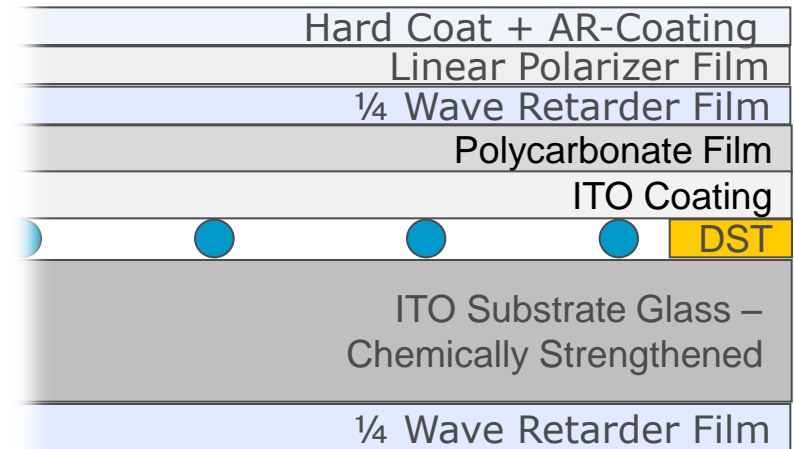 Hard Coat + AR-Coating
Linear Polarizer Film
¼ Wave Retarder Film
Polycarbonate Film
ITO Coating
DST
ITO Substrate Glass –
Chemically Strengthened
¼ Wave Retarder Film